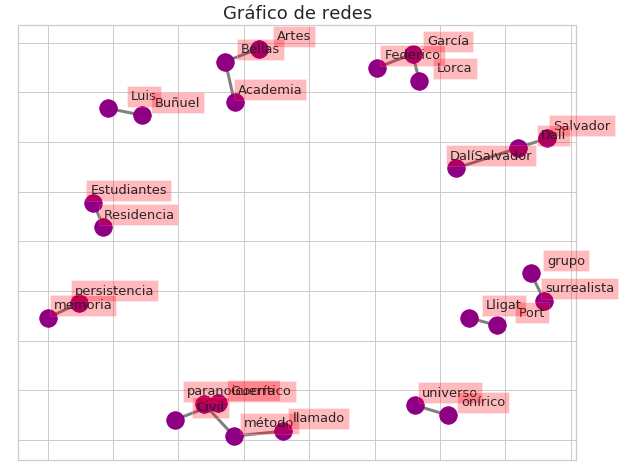 Gráfico de redes
Artes
Bellas
García
Federico
Academia
Lorca
Luis
Buñuel
Salvador
Dalí
DalíSalvador
Estudiantes
Residencia
grupo
persistencia
surrealista
memoria
Lligat
Port
paranoico
Guerra
universo
Civil
onírico
método
llamado